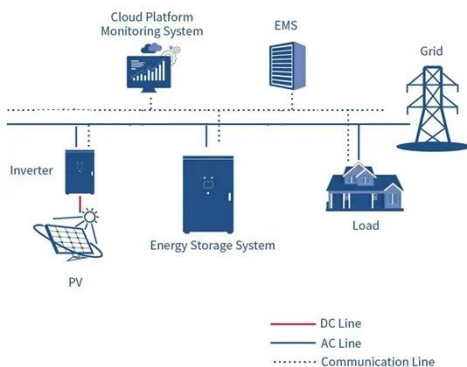 Cloud Platform
Monitoring System
EMS
Grid
Inverter
Energy Storage System
Load
PV
DC Line
AC Line
Communication Line